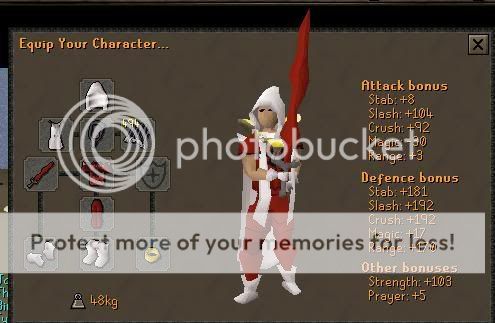 Equip Your Character...
Attack bonus
Stab: +8
Slash: +104
Crush: +92
Range: +3
494
photobucket
Defence bonus
Stab: +181
Slash: +192
Crush: +192
Magic: +17
Protect more of your memories for less!
Other bonuses
Strength: +103
Prayer: +5
48kg